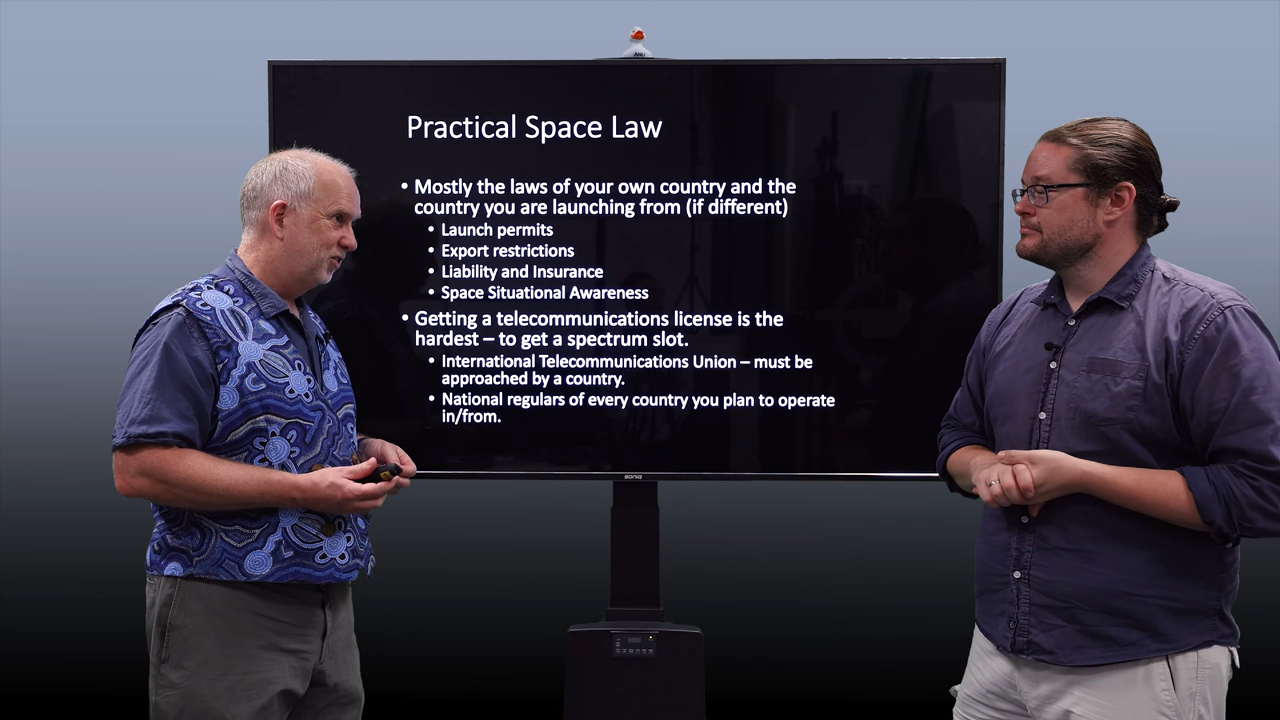 ANU
Practical Space Law
• Mostly the laws of your own country and the
country you are launching from (if different)
• Launch permits
• Export restrictions
• Liability and Insurance
• Space Situational Awareness
• Getting a telecommunications license is the
hardest – to get a spectrum slot.
• International Telecommunications Union – must be
approached by a country.
• National regulars of every country you plan to operate
in/from.
SONIQ